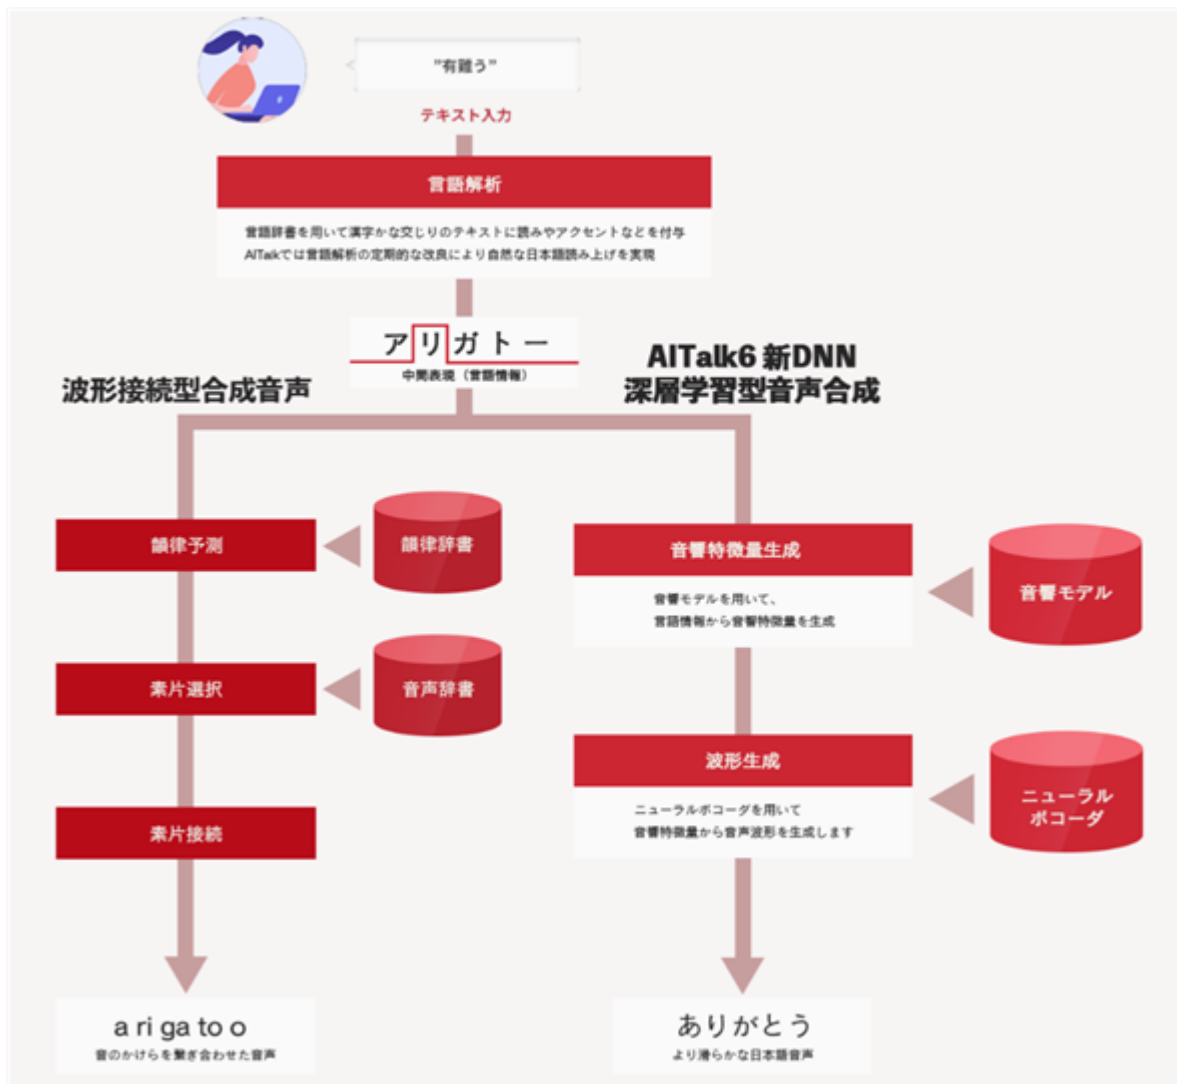 "有難う"
テキスト入力
言語解析
言語辞書を用いて漢字かな交じりのテキストに読みやアクセントなどを付与
AITalkでは言語解析の定期的な改良により自然な日本語読み上げを実現
アリガトー
中間表現（言語情報）
波形接続型合成音声
韻律予測
韻律辞書
素片選択
音声辞書
素片接続
a ri ga to o
音のかけらを繋ぎ合わせた音声
AITalk6 新DNN
深層学習型音声合成
音響特徴量生成
音響モデルを用いて、
言語情報から音響特徴量を生成
音響モデル
波形生成
ニューラルボコーダを用いて
音響特徴量から音声波形を生成します
ニューラル
ボコーダ
ありがとう
より滑らかな日本語音声